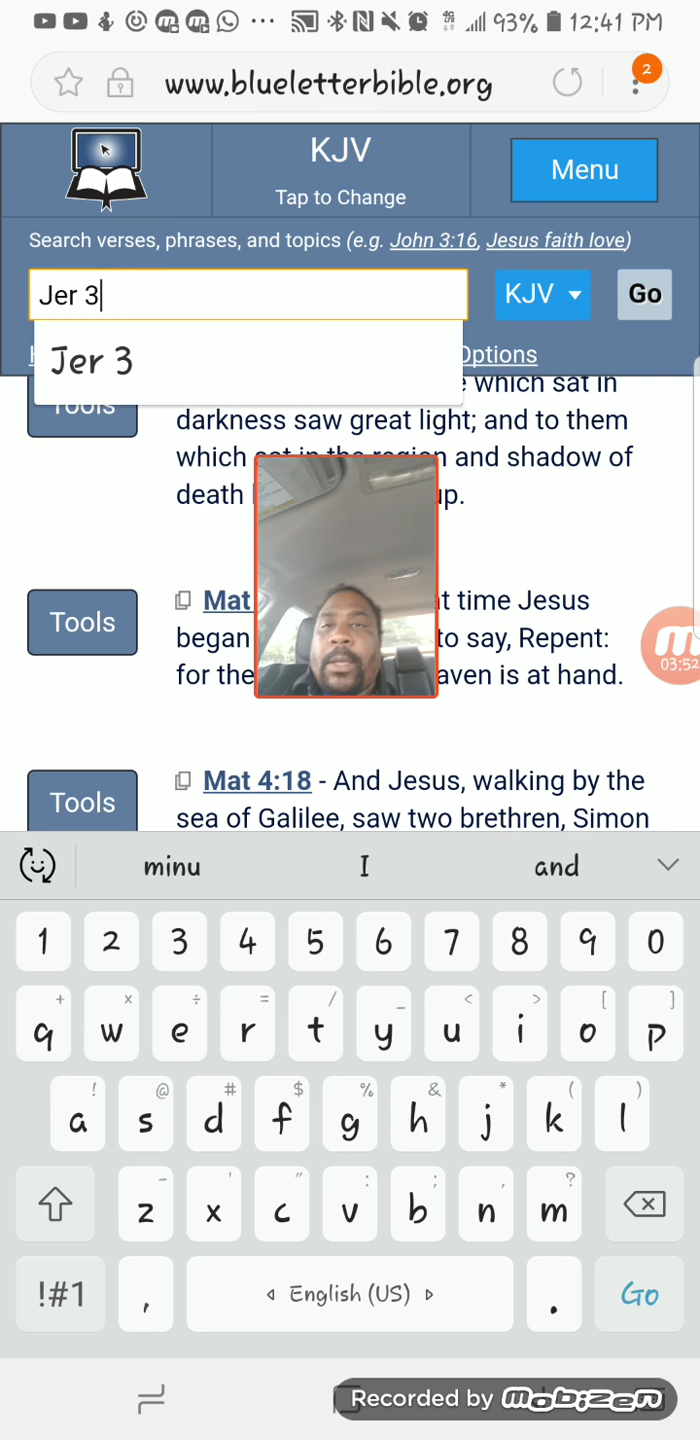 93% 12:41 PM
www.blueletterbible.org
2
KJV
Tap to Change
Menu
Search verses, phrases, and topics (e.g. John 3:16, Jesus faith love)
Jer 3
KJV
Go
Jer 3
Options
Tools
which sat in
darkness saw great light; and to them
which sat in the region and shadow of
death up.
Tools
Mat time Jesus
began to say, Repent:
for the is at hand.
03:52
Tools
Mat 4:18 - And Jesus, walking by the
sea of Galilee, saw two brethren, Simon
minu I and
1 2 3 4 5 6 7 8 9 0
+ × ÷ = / _ < > [ ]
q w e r t y u i o p
! @ # $ % & * ( )
a s d f g h j k l
- ' " : ; , ?
z x c v b n m
!#1 , English (US) . Go
Recorded by mobizen